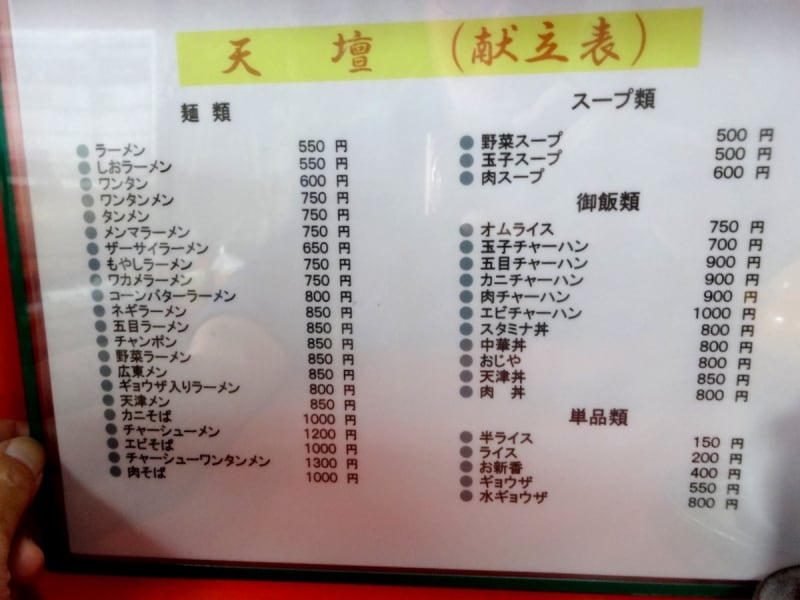 天 壇 (献立表)
麺 類
ラーメン 550 円
しおラーメン 550 円
ワンタン 600 円
ワンタンメン 750 円
タンメン 750 円
メンマラーメン 750 円
ザーサイラーメン 650 円
もやしラーメン 750 円
ワカメラーメン 750 円
コーンバターラーメン 800 円
ネギラーメン 850 円
五目ラーメン 850 円
チャンポン 850 円
野菜ラーメン 850 円
広東メン 850 円
ギョウザ入りラーメン 800 円
天津メン 850 円
カニそば 1000 円
チャーシューメン 1200 円
エビそば 1000 円
チャーシューワンタンメン 1300 円
肉そば 1000 円
スープ類
野菜スープ 500 円
玉子スープ 500 円
肉スープ 600 円
御飯類
オムライス 750 円
玉子チャーハン 700 円
五目チャーハン 900 円
カニチャーハン 900 円
肉チャーハン 900 円
エビチャーハン 1000 円
スタミナ丼 800 円
中華丼 800 円
おじや 800 円
天津丼 850 円
肉 丼 800 円
単品類
半ライス 150 円
ライス 200 円
お新香 400 円
ギョウザ 550 円
水ギョウザ 800 円